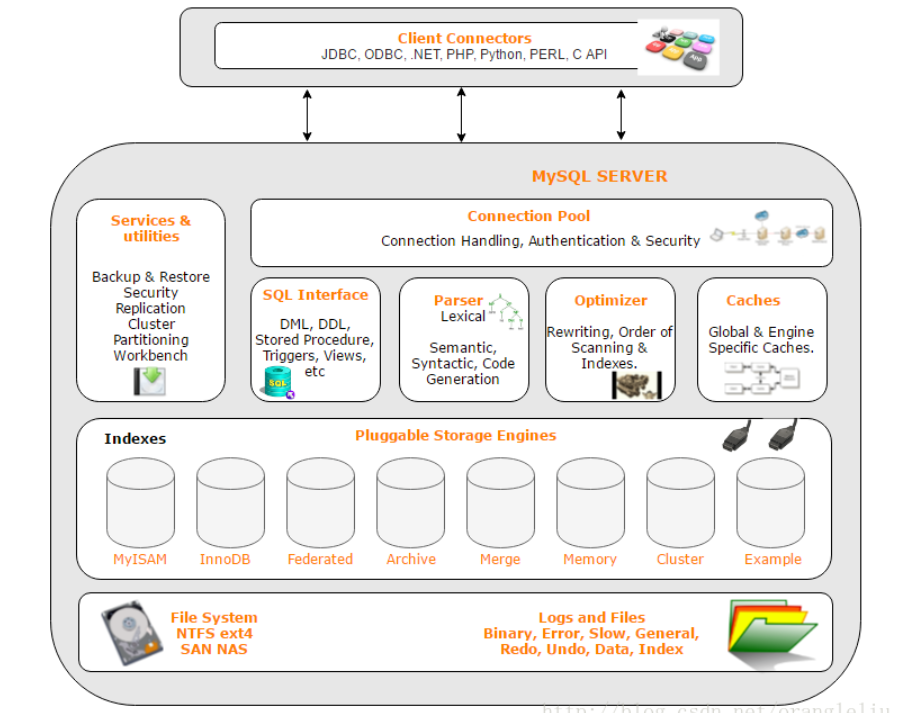 Client Connectors
JDBC, ODBC, .NET, PHP, Python, PERL, C API
APP
MySQL SERVER
Services &
utilities
Backup & Restore
Security
Replication
Cluster
Partitioning
Workbench
Connection Pool
Connection Handling, Authentication & Security
SQL Interface
DML, DDL,
Stored Procedure,
Triggers, Views,
etc
SQL
Parser
Lexical
Semantic,
Syntactic, Code
Generation
Optimizer
Rewriting, Order of
Scanning &
Indexes.
Caches
Global & Engine
Specific Caches.
Indexes
Pluggable Storage Engines
MyISAM
InnoDB
Federated
Archive
Merge
Memory
Cluster
Example
File System
NTFS ext4
SAN NAS
Logs and Files
Binary, Error, Slow, General,
Redo, Undo, Data, Index
http://blog.csdn.net/orangleliu